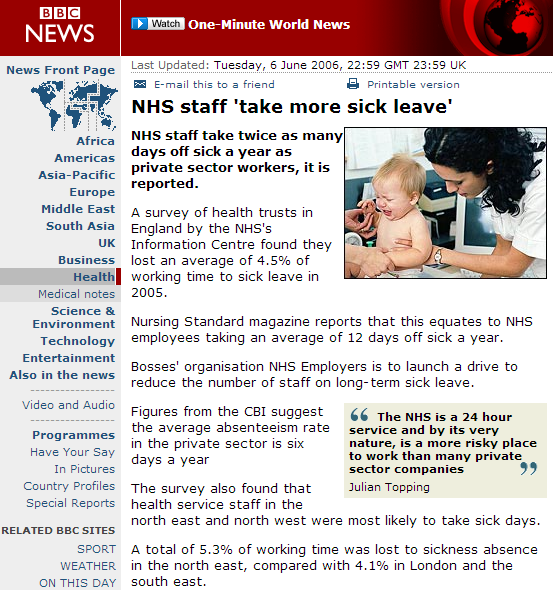 BBC
NEWS
Watch One-Minute World News
News Front Page
Africa
Americas
Asia-Pacific
Europe
Middle East
South Asia
UK
Business
Health
Medical notes
Science &
Environment
Technology
Entertainment
Also in the news
Video and Audio
Programmes
Have Your Say
In Pictures
Country Profiles
Special Reports
RELATED BBC SITES
SPORT
WEATHER
ON THIS DAY
Last Updated: Tuesday, 6 June 2006, 22:59 GMT 23:59 UK
E-mail this to a friend
Printable version
NHS staff 'take more sick leave'
NHS staff take twice as many
days off sick a year as
private sector workers, it is
reported.
A survey of health trusts in
England by the NHS's
Information Centre found they
lost an average of 4.5% of
working time to sick leave in
2005.
Nursing Standard magazine reports that this equates to NHS
employees taking an average of 12 days off sick a year.
Bosses' organisation NHS Employers is to launch a drive to
reduce the number of staff on long-term sick leave.
Figures from the CBI suggest
the average absenteeism rate
in the private sector is six
days a year
“ The NHS is a 24 hour
service and by its very
nature, is a more risky place
to work than many private
sector companies ”
Julian Topping
The survey also found that
health service staff in the
north east and north west were most likely to take sick days.
A total of 5.3% of working time was lost to sickness absence
in the north east, compared with 4.1% in London and the
south east.